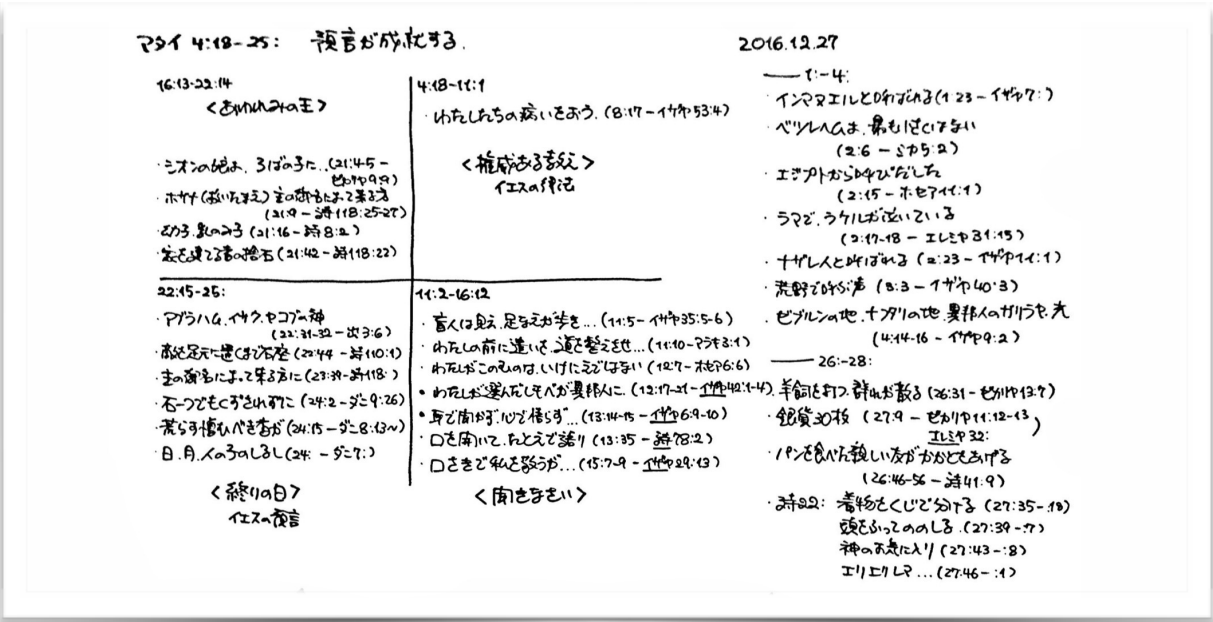 マタイ 4:18-25: 預言が成就する.
2016.12.27
16:13-22:14
<あわれみの王>
・シオンの娘よ、ろばの子に..(21:4-5 -
ゼカリヤ9:9)
・ホサナ(救いたまえ) 主の御名によって来る方
(21:9 - 詩118:25-27)
・幼子、乳のみ子 (21:16 - 詩8:2)
・家を建てる者の捨石 (21:42 - 詩118:22)
4:18-11:1
・わたしたちの病いをおう. (8:17 - イザヤ53:4)
<権威ある教え>
イエスの律法
22:15-25:
・アブラハム、イサク、ヤコブの神
(22:31-32 - 出3:6)
・敵を足元に置くまで右座 (22:44 - 詩110:1)
・主の御名によって来る方に (23:39 - 詩118:)
・石一つでもくずされずに (24:2 - ダニ9:26)
・荒らす憎むべき者が (24:15 - ダニ8:13~)
・日、月、人の子のしるし (24: - ダニ7:)
<終りの日>
イエスの預言
11:2-16:12
・盲人は見え、足なえが歩き... (11:5 - イザヤ35:5-6)
・わたしの前に遣いを、道を整えさせ... (11:10 - マラキ3:1)
・わたしがこのむのは、いけにえではない (12:7 - ホセア6:6)
・わたしが選んだしもべが異邦人に. (12:17-21 - イザヤ42:1-4).
・耳で聞かず、心で悟らず... (13:14-15 - イザヤ6:9-10)
・口を開いて、たとえで語り (13:35 - 詩78:2)
・口さきで私を敬うが... (15:7-9 - イザヤ29:13)
<聞きなさい>
—— 1:-4:
・インマヌエルと呼ばれる (1:23 - イザヤ7:)
・ベツレヘムは、最も小さくはない
(2:6 - ミカ5:2)
・エジプトから呼びだした
(2:15 - ホセア11:1)
・ラマで、ラケルが泣いている
(2:17-18 - エレミヤ31:15)
・ナザレ人と呼ばれる (2:23 - イザヤ11:1)
・荒野で呼ぶ声 (3:3 - イザヤ40:3)
・ゼブルンの地、ナフタリの地、異邦人のガリラヤ、光
(4:14-16 - イザヤ9:2)
—— 26:-28:
・羊飼を打つ、群れが散る (26:31 - ゼカリヤ13:7)
・銀貨30枚 (27:9 - ゼカリヤ11:12-13
エレミヤ32: )
・パンを食べた親しい友がかかとをあげる
(26:46-56 - 詩41:9)
・詩22: 着物をくじで分ける (27:35 - :18)
頭をふってののしる. (27:39 - :7)
神のお気に入り (27:43 - :8)
エリエリレマ... (27:46 - :1)